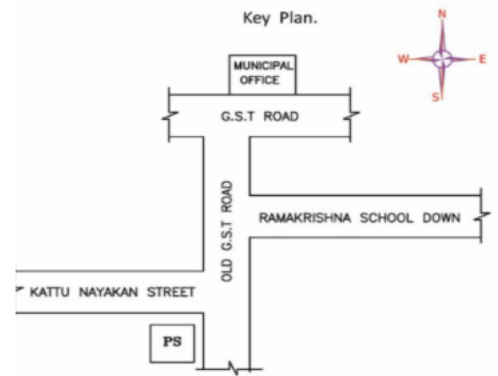 Key Plan.
N
W
E
S
MUNICIPAL
OFFICE
G.S.T ROAD
OLD G.S.T ROAD
RAMAKRISHNA SCHOOL DOWN
KATTU NAYAKAN STREET
PS